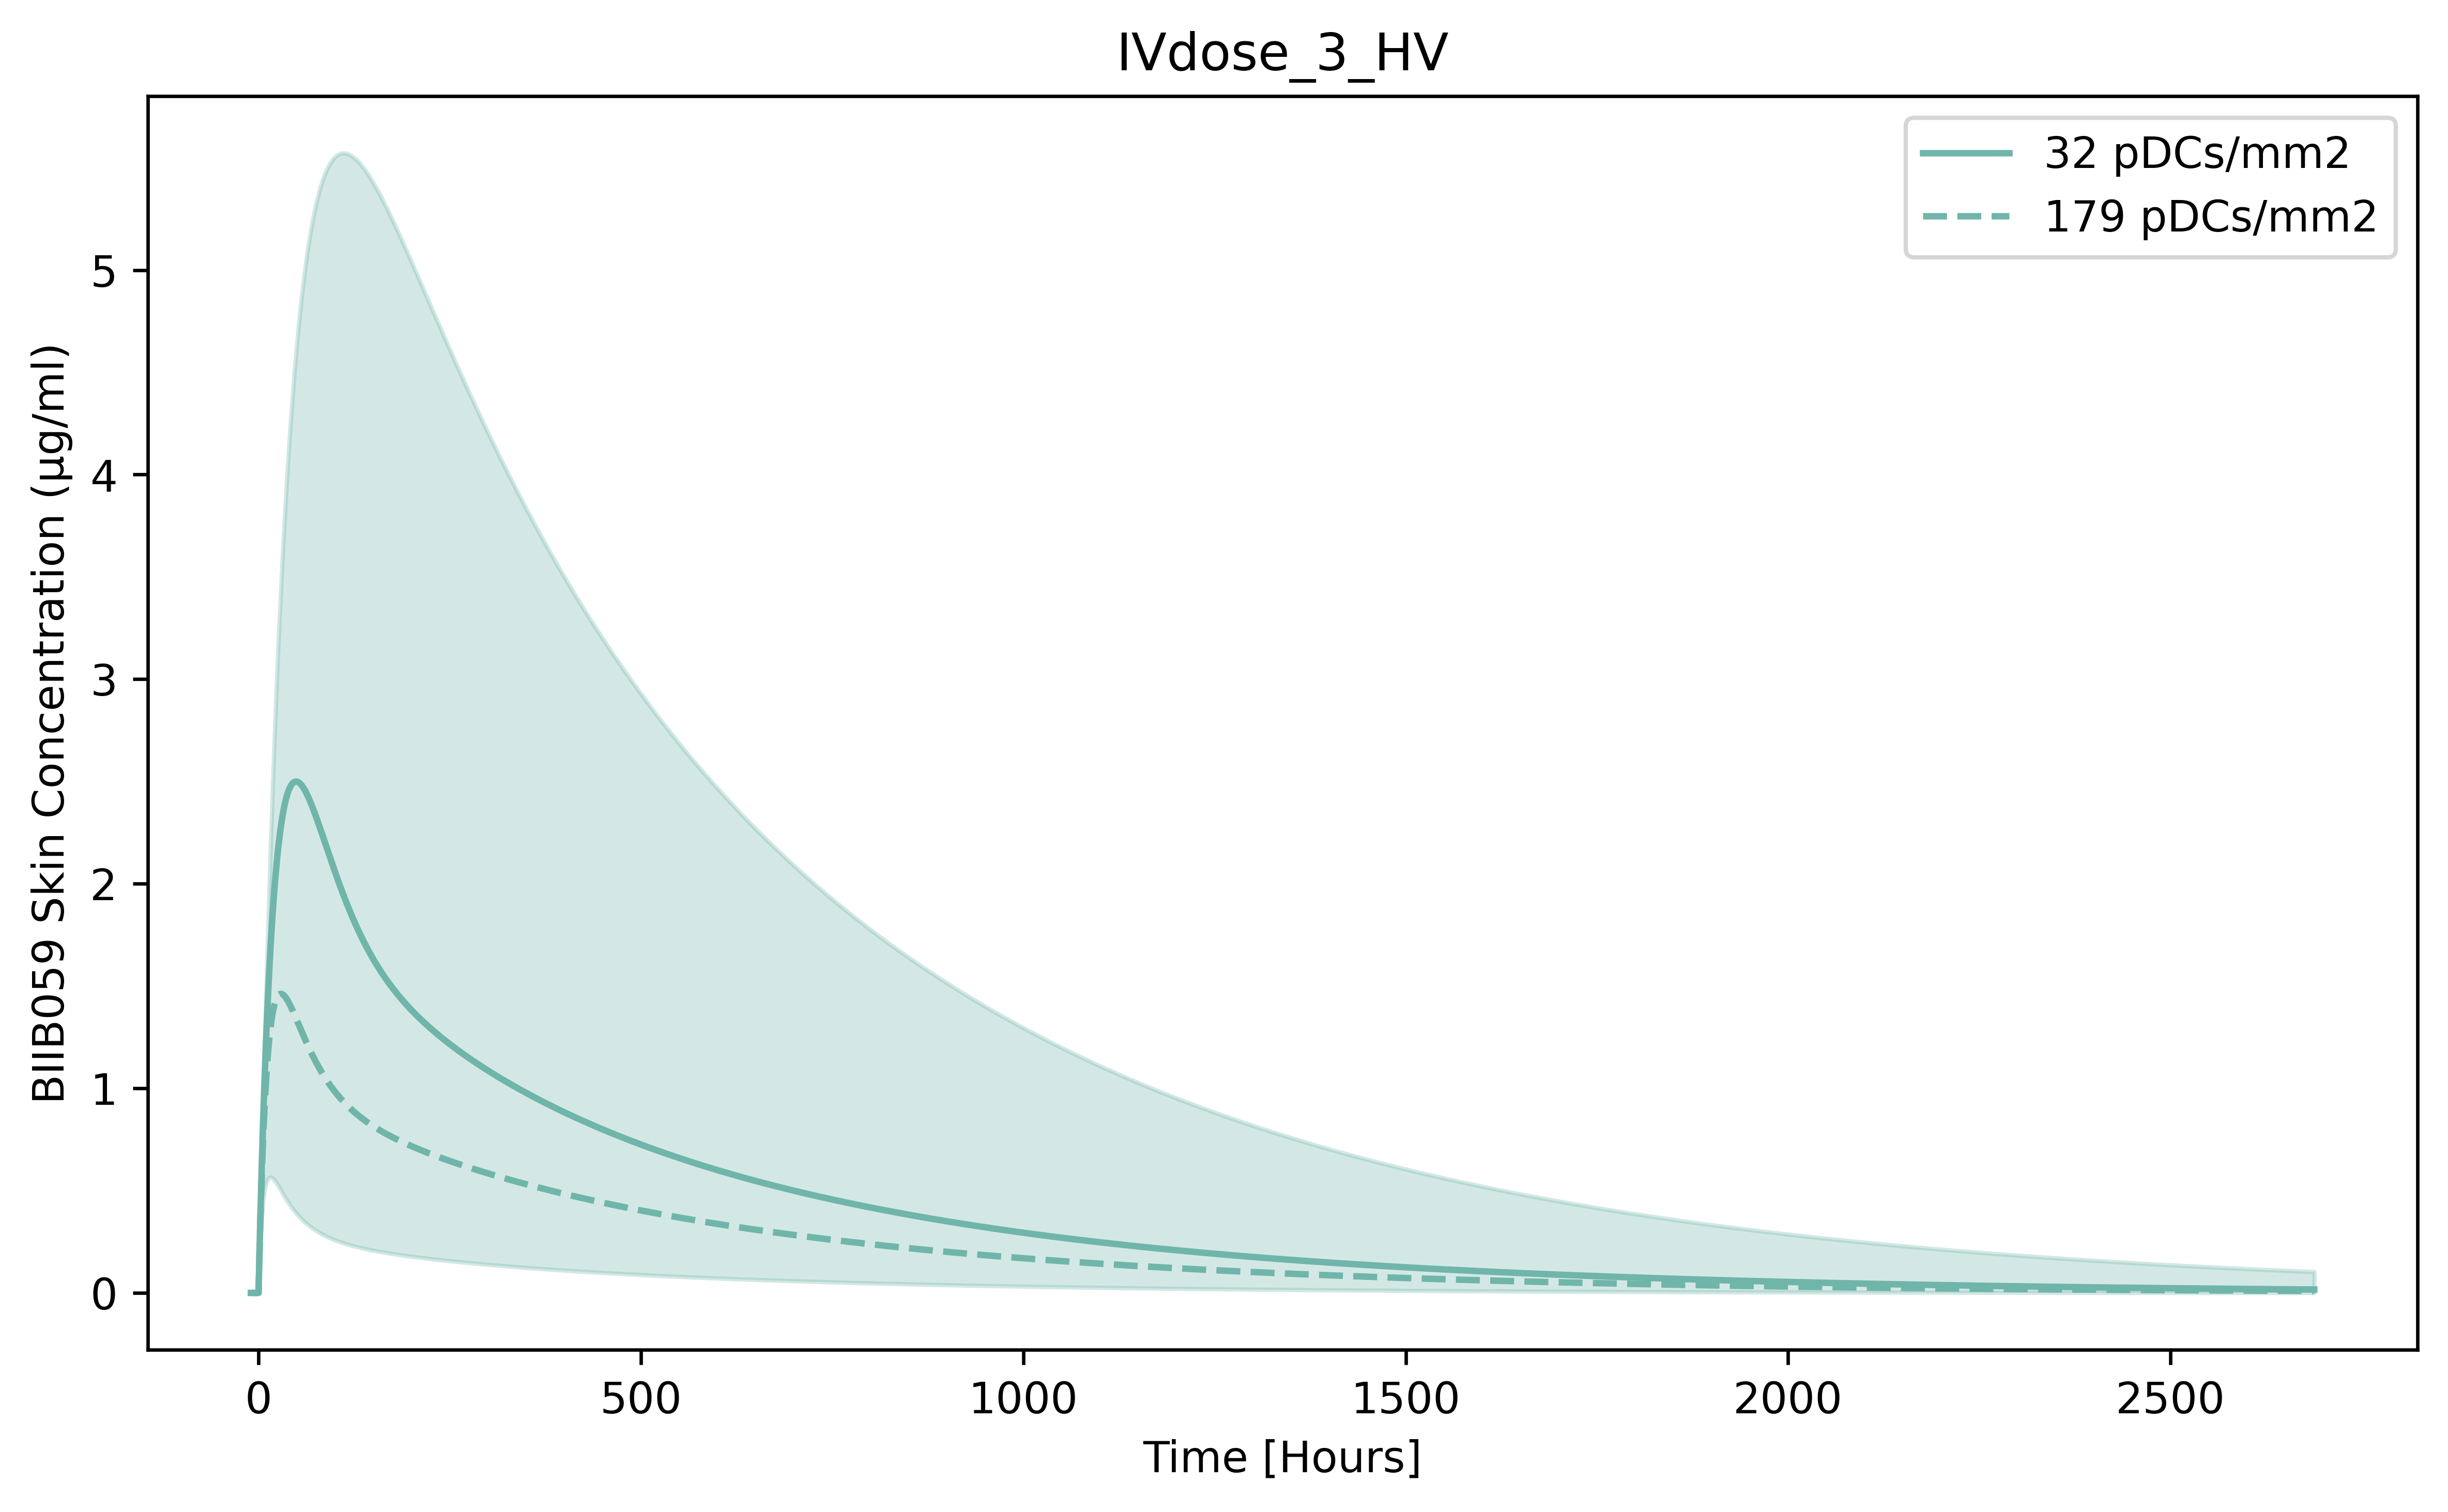 IVdose_3_HV
32 pDCs/mm2
179 pDCs/mm2
BIIB059 Skin Concentration (µg/ml)
5
4
3
2
1
0
0 500 1000 1500 2000 2500
Time [Hours]